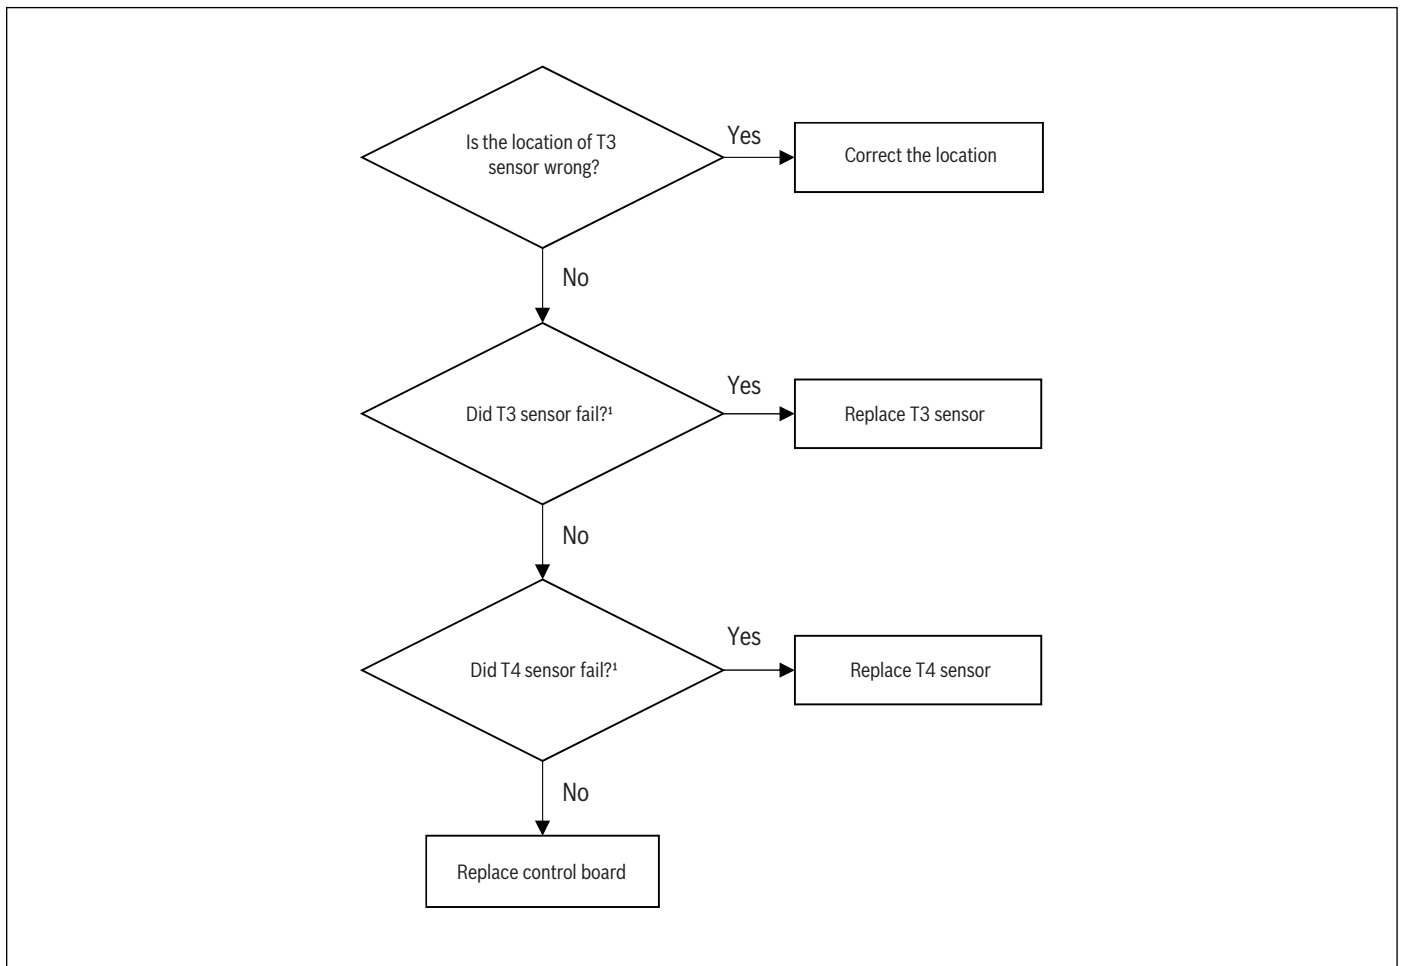 Is the location of T3
sensor wrong?
Yes
Correct the location
No
Did T3 sensor fail?¹
Yes
Replace T3 sensor
No
Did T4 sensor fail?¹
Yes
Replace T4 sensor
No
Replace control board